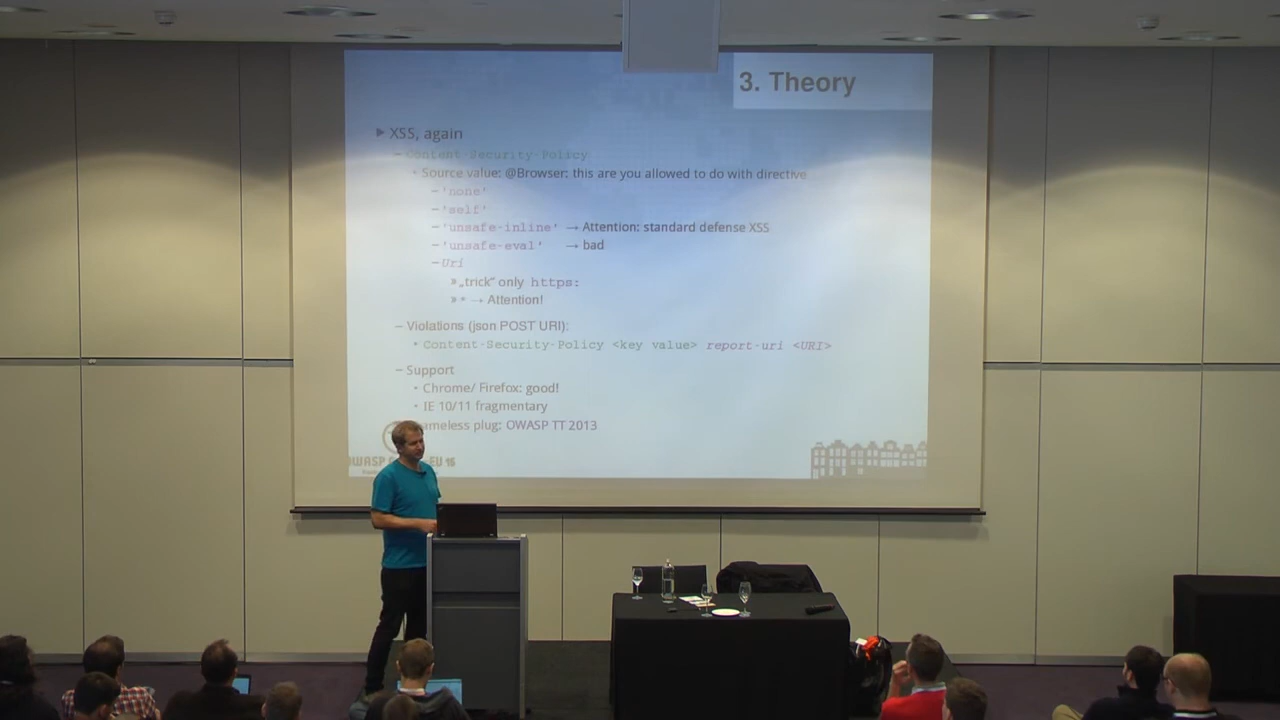 3. Theory
XSS, again
– Content-Security-Policy
• Source value: @Browser: this are you allowed to do with directive
– 'none'
– 'self'
– 'unsafe-inline' → Attention: standard defense XSS
– 'unsafe-eval' → bad
– Uri
» „trick" only https:
» * → Attention!
– Violations (json POST URI):
• Content-Security-Policy <key value> report-uri <URI>
– Support
• Chrome/ Firefox: good!
• IE 10/11 fragmentary
plug: OWASP TT 2013
OWASP EU 15